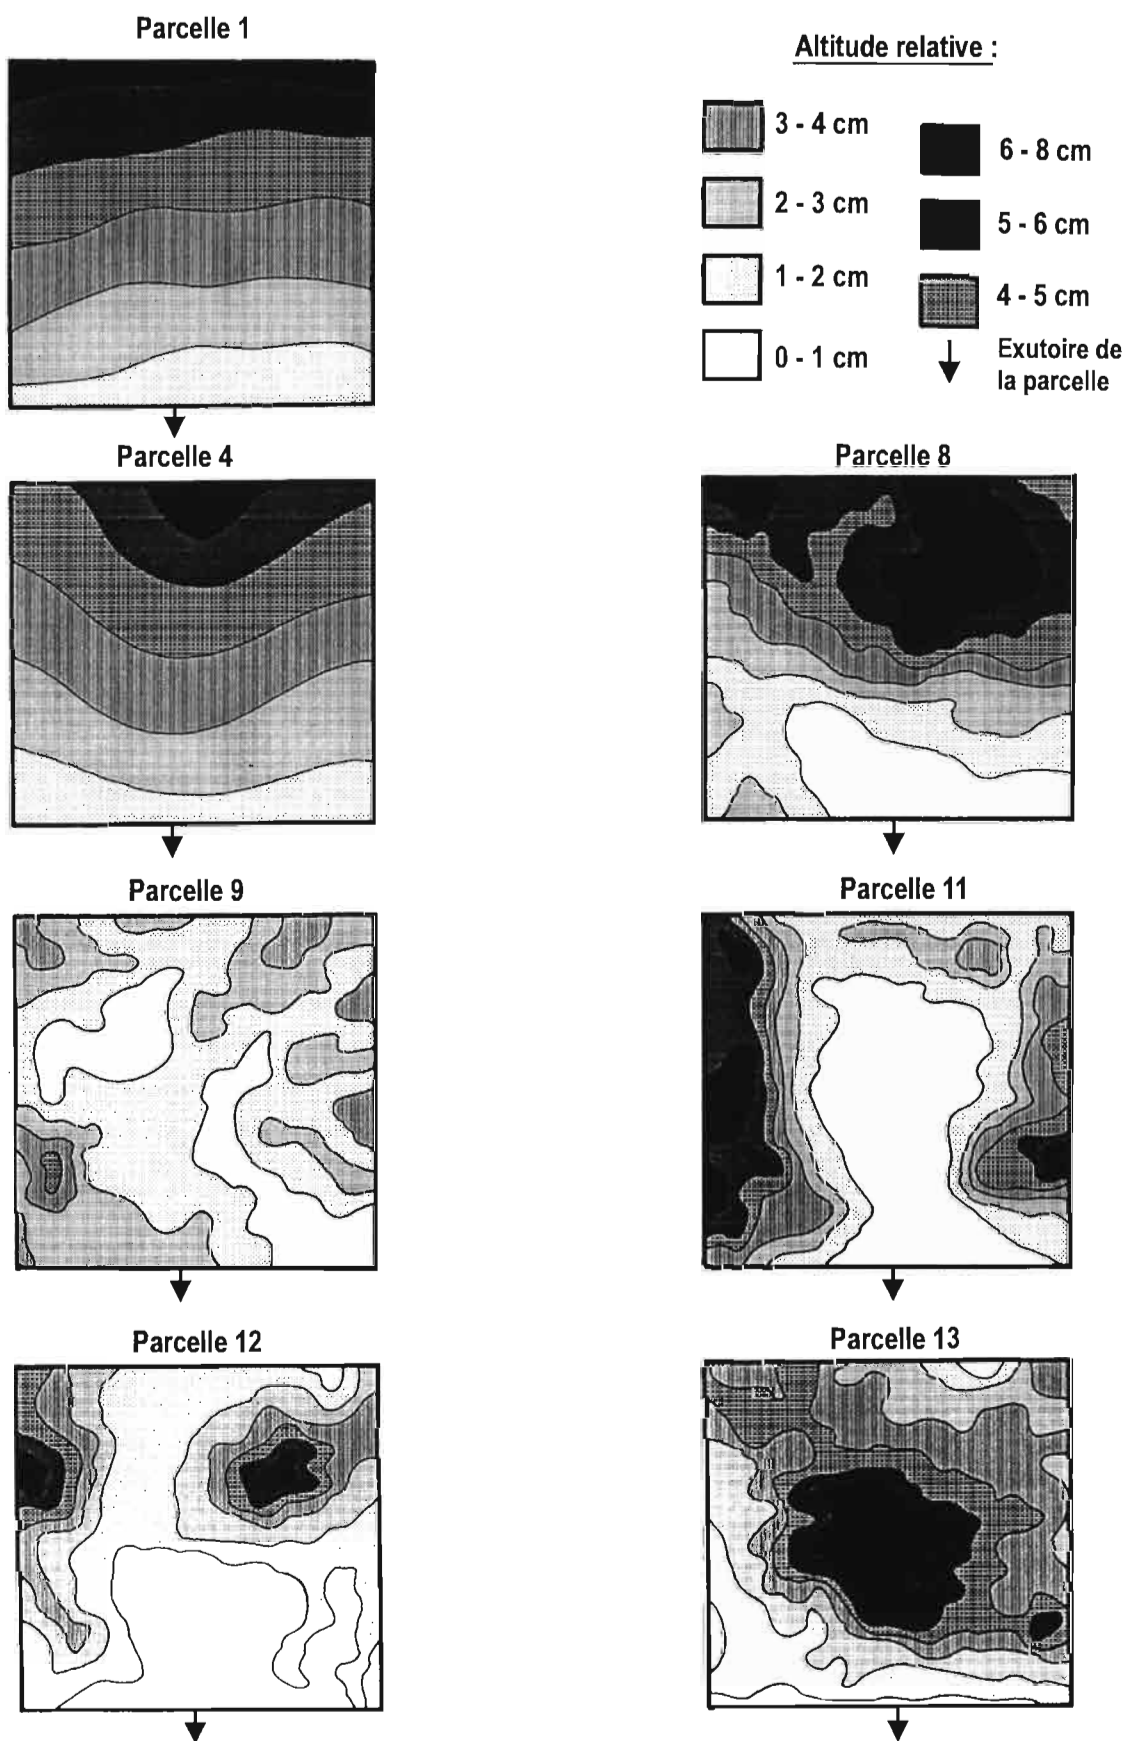 Parcelle 1
Altitude relative :
3 - 4 cm
6 - 8 cm
2 - 3 cm
5 - 6 cm
1 - 2 cm
4 - 5 cm
0 - 1 cm
Exutoire de
la parcelle
Parcelle 4
Parcelle 8
Parcelle 9
Parcelle 11
Parcelle 12
Parcelle 13